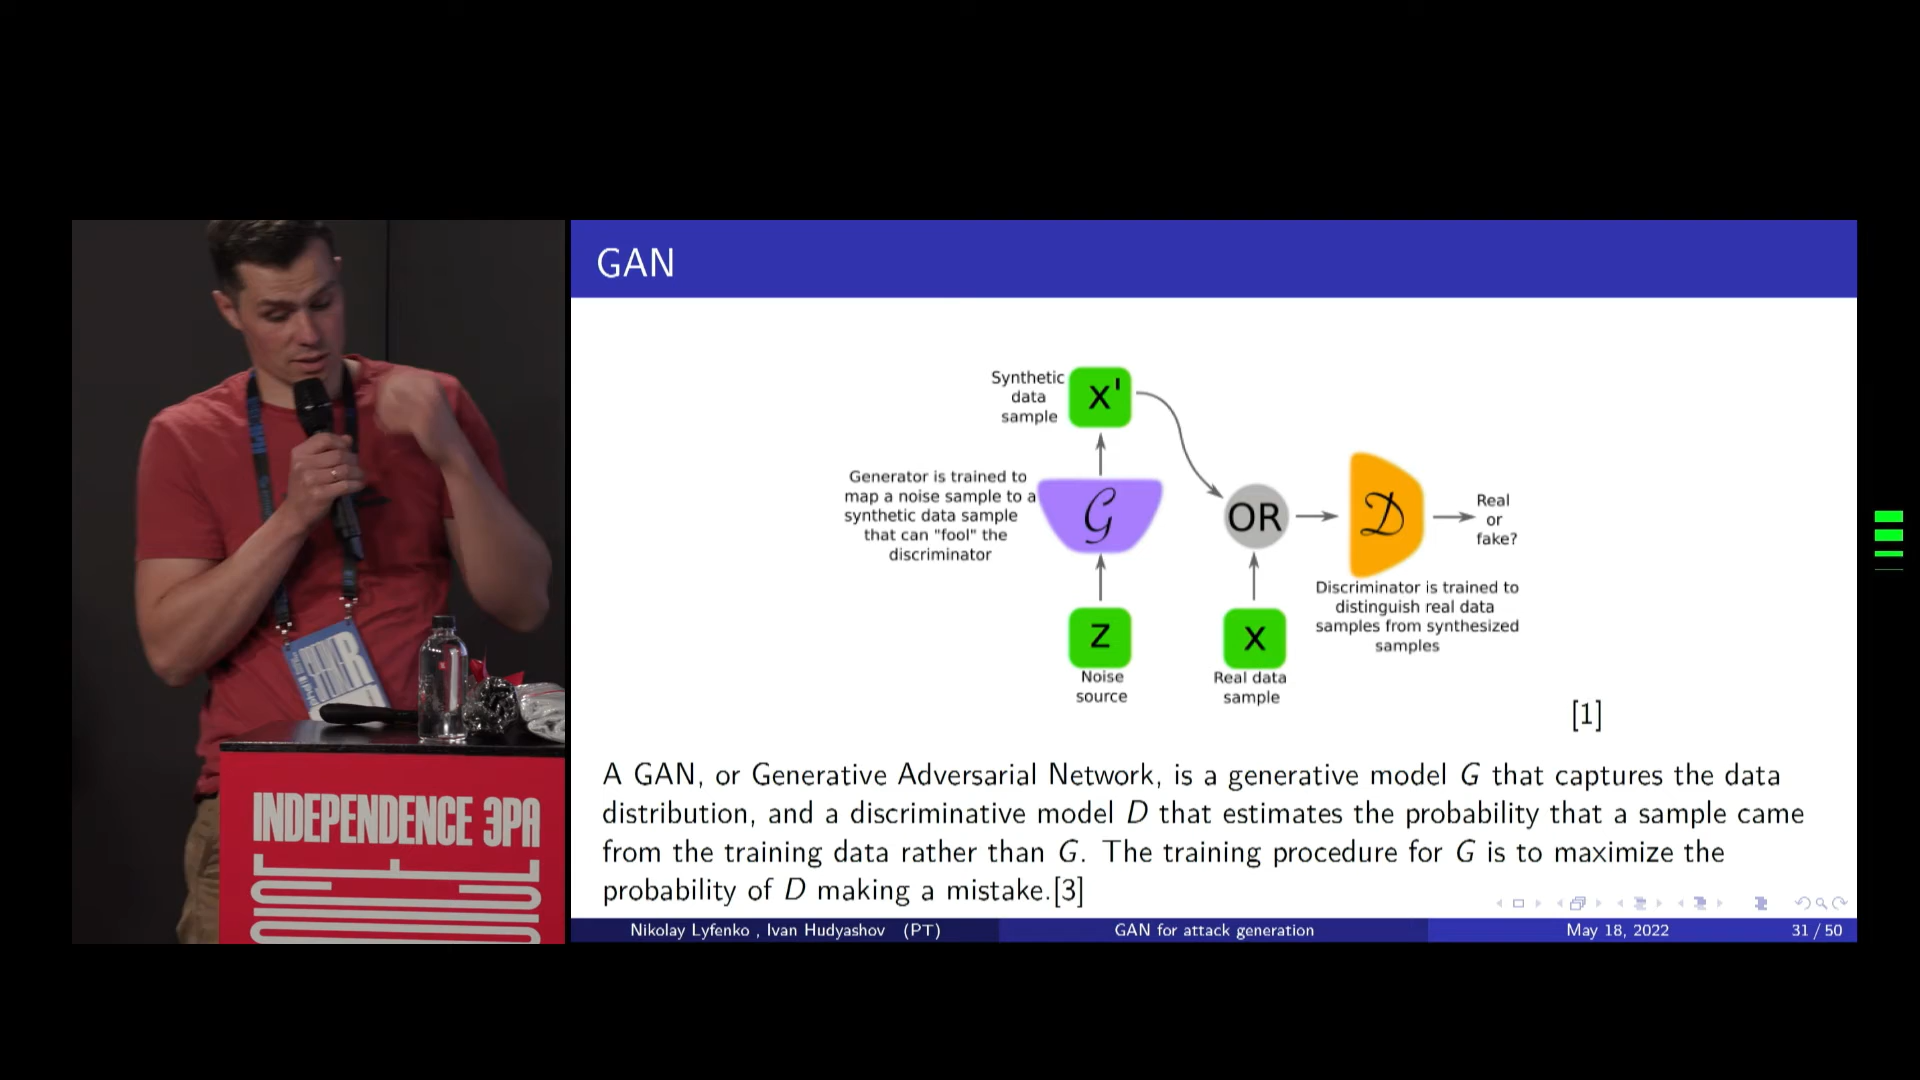 GAN
Synthetic
data
sample
x'
Generator is trained to
map a noise sample to a
synthetic data sample
that can "fool" the
discriminator
G
OR
D
Real
or
fake?
Discriminator is trained to
distinguish real data
samples from synthesized
samples
z
Noise
source
x
Real data
sample
[1]
A GAN, or Generative Adversarial Network, is a generative model G that captures the data
distribution, and a discriminative model D that estimates the probability that a sample came
from the training data rather than G. The training procedure for G is to maximize the
probability of D making a mistake.[3]
Nikolay Lyfenko , Ivan Hudyashov (PT)
GAN for attack generation
May 18, 2022
31 / 50
INDEPENDENCE ЭРА